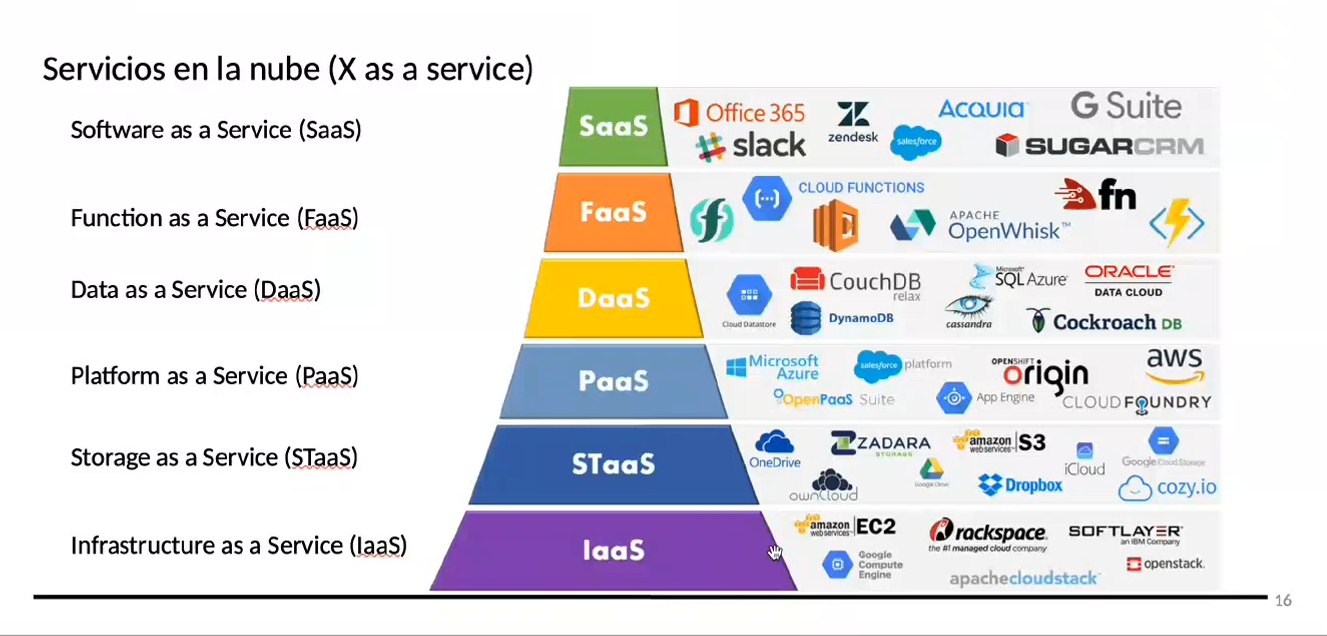 Servicios en la nube (X as a service)
Software as a Service (SaaS)
SaaS
Office 365
zendesk
ACQUIA
G Suite
slack
salesforce
SUGARCRM
Function as a Service (FaaS)
FaaS
CLOUD FUNCTIONS
fn
APACHE
OpenWhisk™
Data as a Service (DaaS)
DaaS
Cloud Datastore
CouchDB
relax
DynamoDB
Microsoft
SQL Azure
cassandra
ORACLE
DATA CLOUD
Cockroach DB
Platform as a Service (PaaS)
PaaS
Microsoft
Azure
salesforce platform
OPENSHIFT
Origin
aws
OpenPaaS Suite
App Engine
CLOUD FOUNDRY
Storage as a Service (STaaS)
STaaS
OneDrive
ZADARA
STORAGE
amazon
webservices
S3
iCloud
Google Cloud Storage
ownCloud
Google Drive
Dropbox
cozy.io
Infrastructure as a Service (IaaS)
IaaS
amazon
webservices
EC2
rackspace.
the #1 managed cloud company
SOFTLAYER
an IBM Company
Google
Compute
Engine
apachecloudstack
openstack.
16